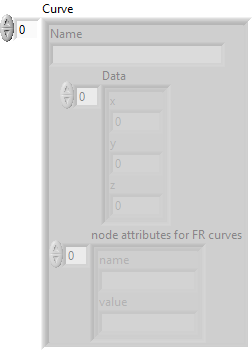 Curve
0
Name
Data
0
x
0
y
0
z
0
node attributes for FR curves
0
name
value